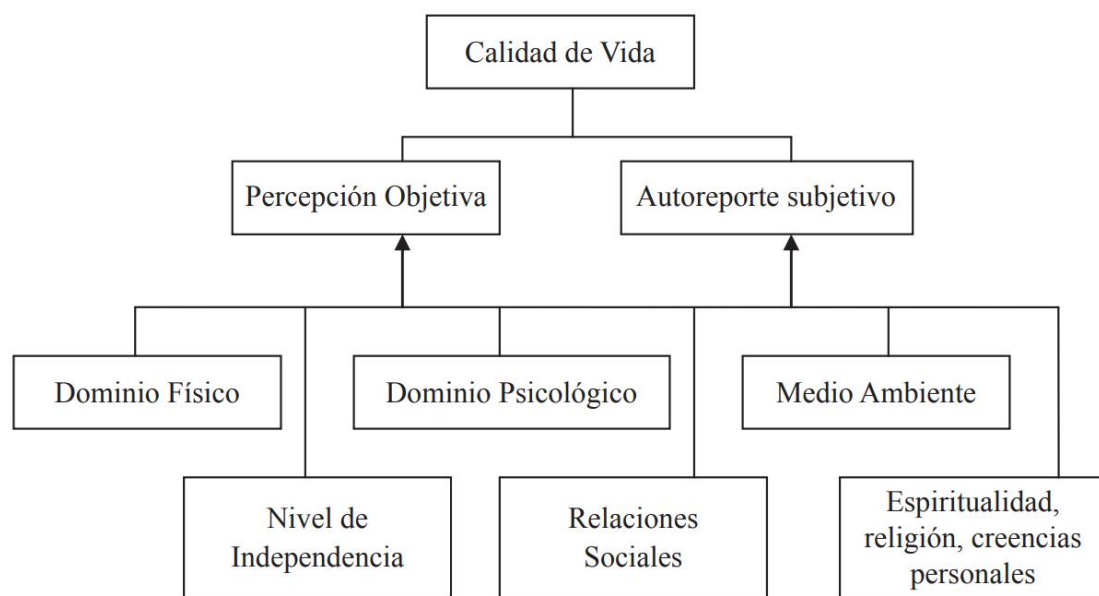 Calidad de Vida
Percepción Objetiva
Autoreporte subjetivo
Dominio Físico
Dominio Psicológico
Medio Ambiente
Nivel de
Independencia
Relaciones
Sociales
Espiritualidad,
religión, creencias
personales